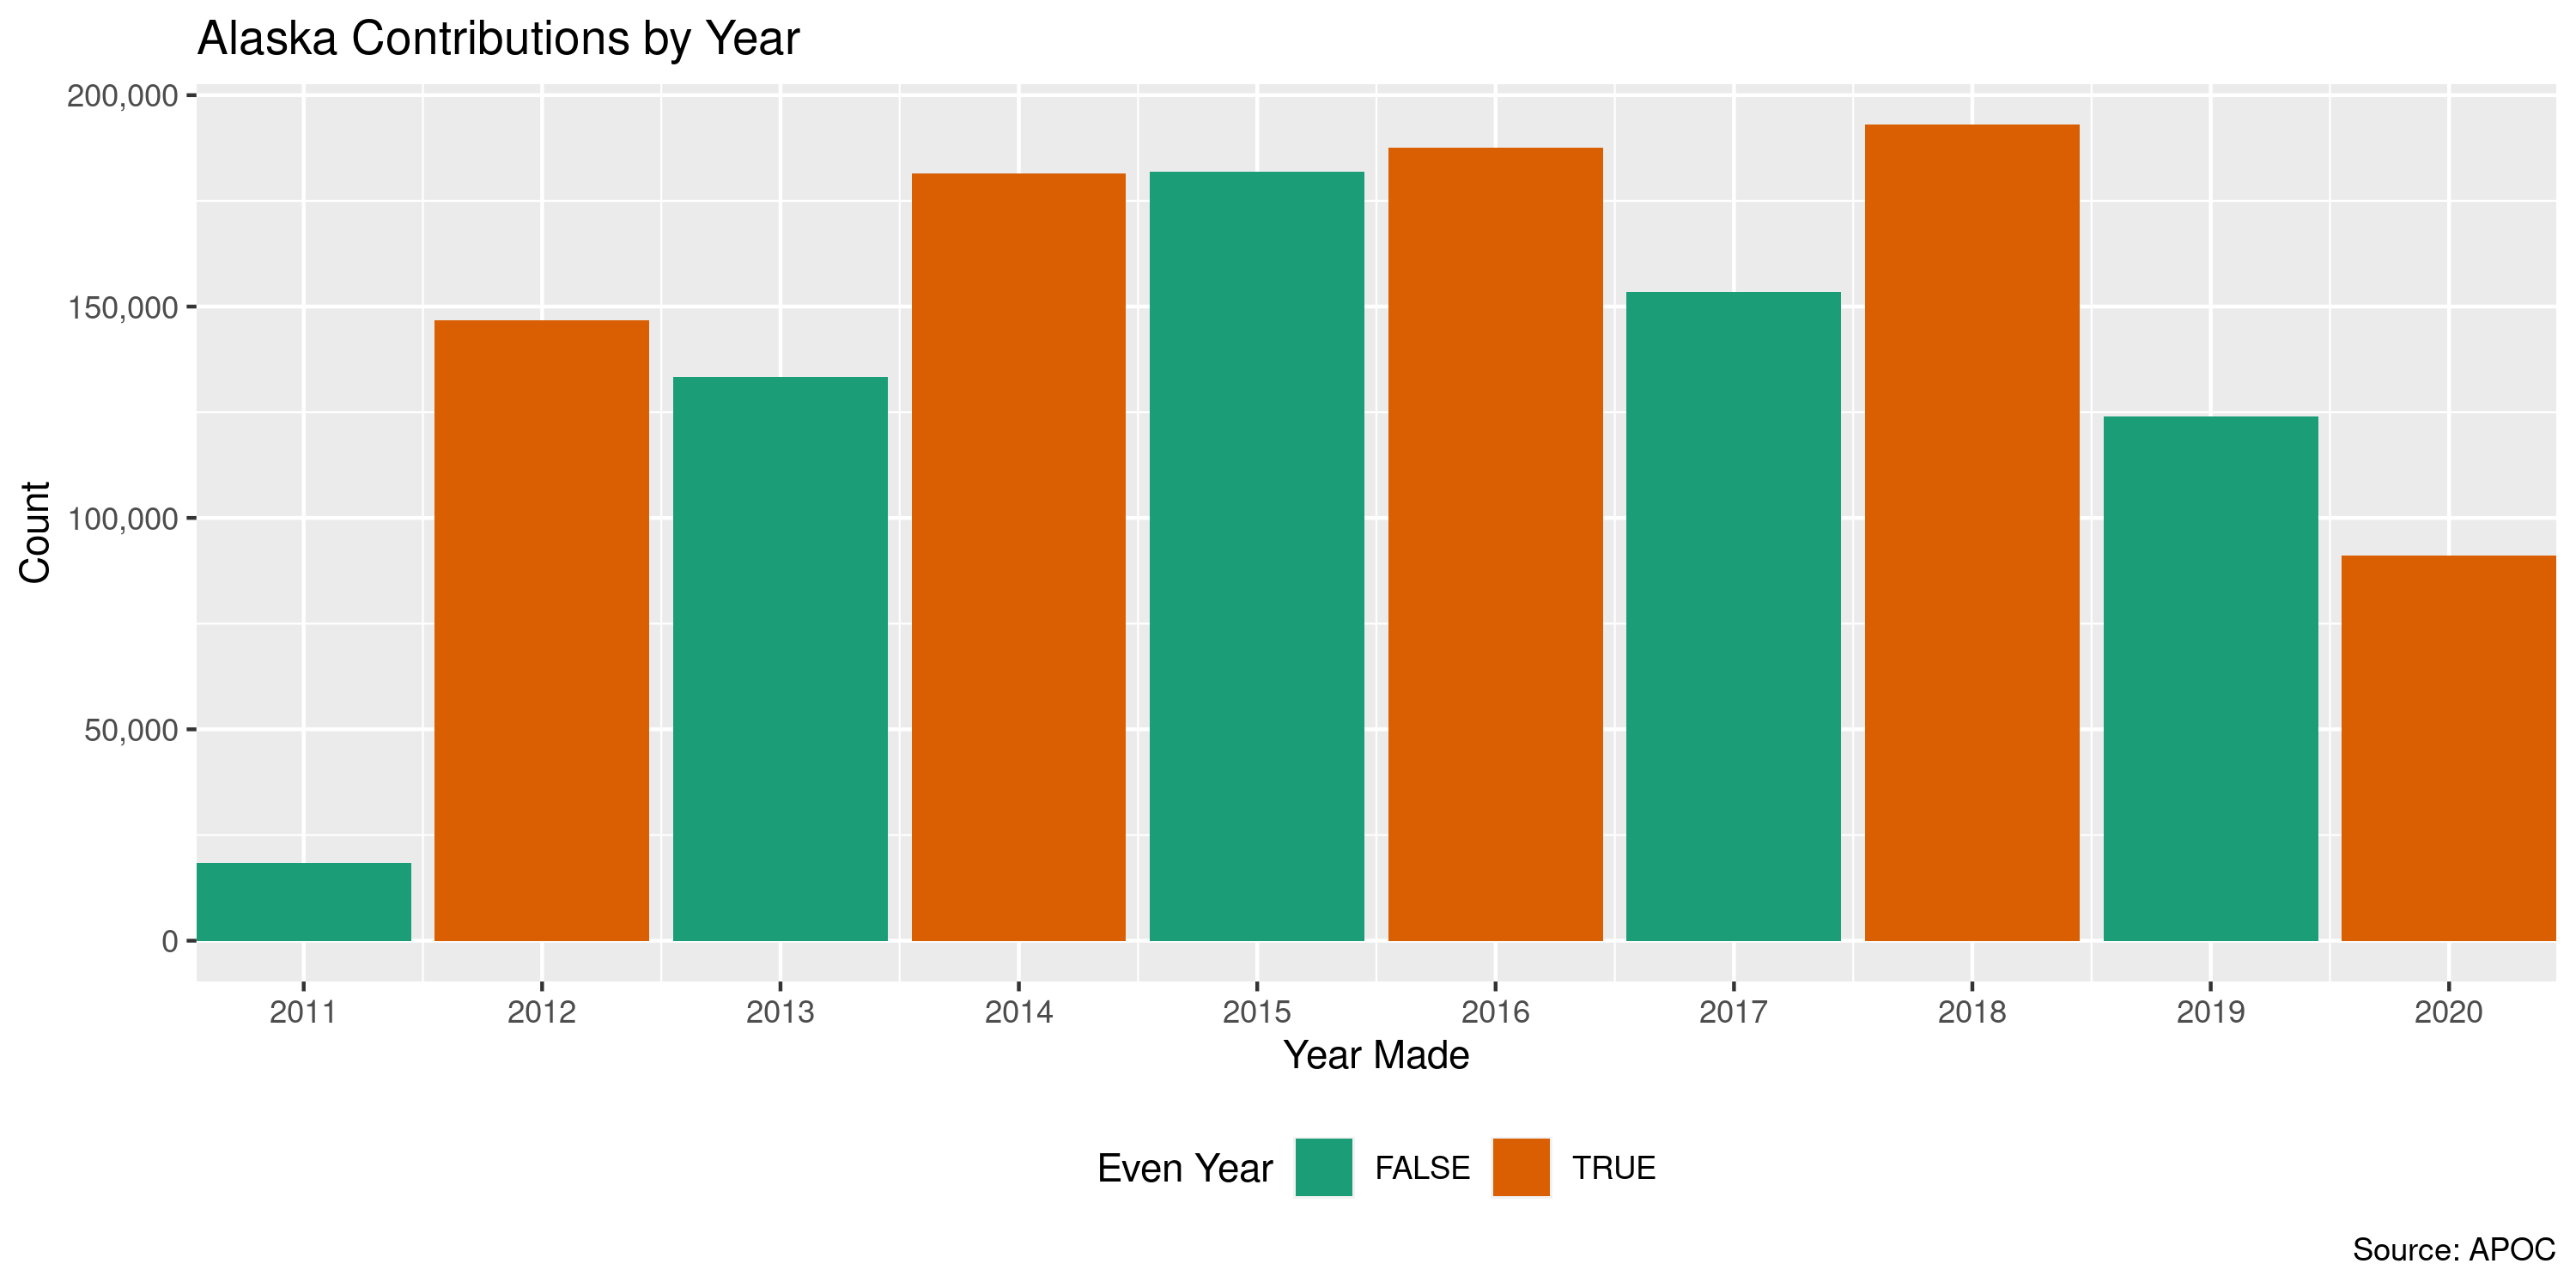 Alaska Contributions by Year
200,000
150,000
100,000
50,000
0
Count
2011 2012 2013 2014 2015 2016 2017 2018 2019 2020
Year Made
Even Year FALSE TRUE
Source: APOC